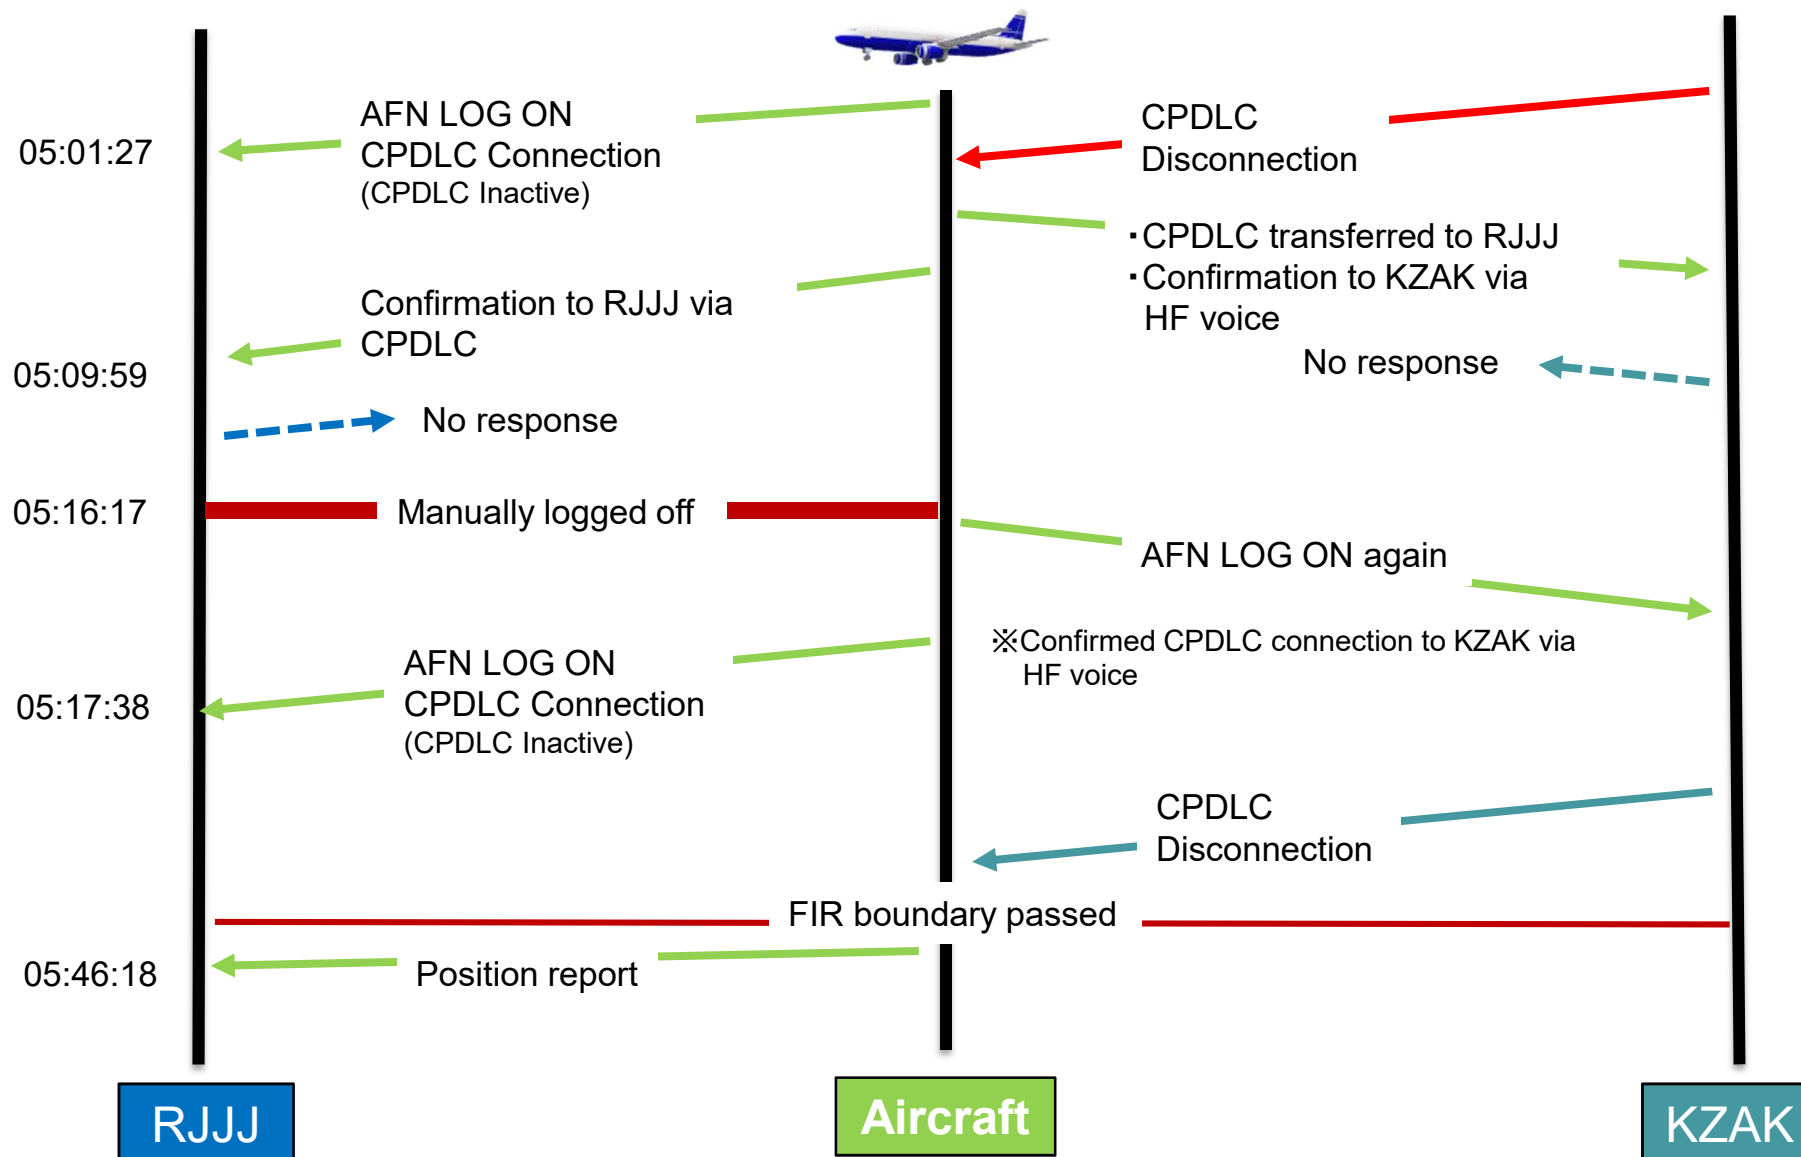 AFN LOG ON
CPDLC Connection
(CPDLC Inactive)
05:01:27
CPDLC
Disconnection
・CPDLC transferred to RJJJ
・Confirmation to KZAK via
HF voice
Confirmation to RJJJ via
CPDLC
No response
05:09:59
No response
05:16:17
Manually logged off
AFN LOG ON again
※Confirmed CPDLC connection to KZAK via
HF voice
AFN LOG ON
CPDLC Connection
(CPDLC Inactive)
05:17:38
CPDLC
Disconnection
FIR boundary passed
05:46:18
Position report
RJJJ
Aircraft
KZAK